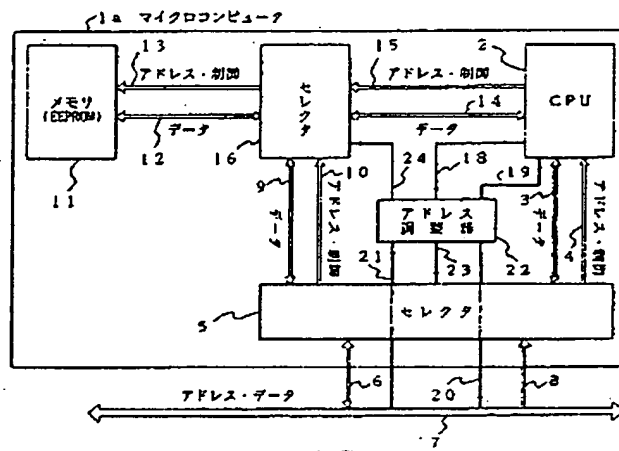 1a マイクロコンピュータ
13
15
2
アドレス・制御
アドレス・制御
メモリ
(EEPROM)
セレクタ
CPU
データ
データ
14
12
16
10
24
18
19
11
9
3
データ
アドレス・制御
アドレス
調整器
データ
4
アドレス・制御
21
23
22
5
セレクタ
アドレス・データ
6
20
8
7